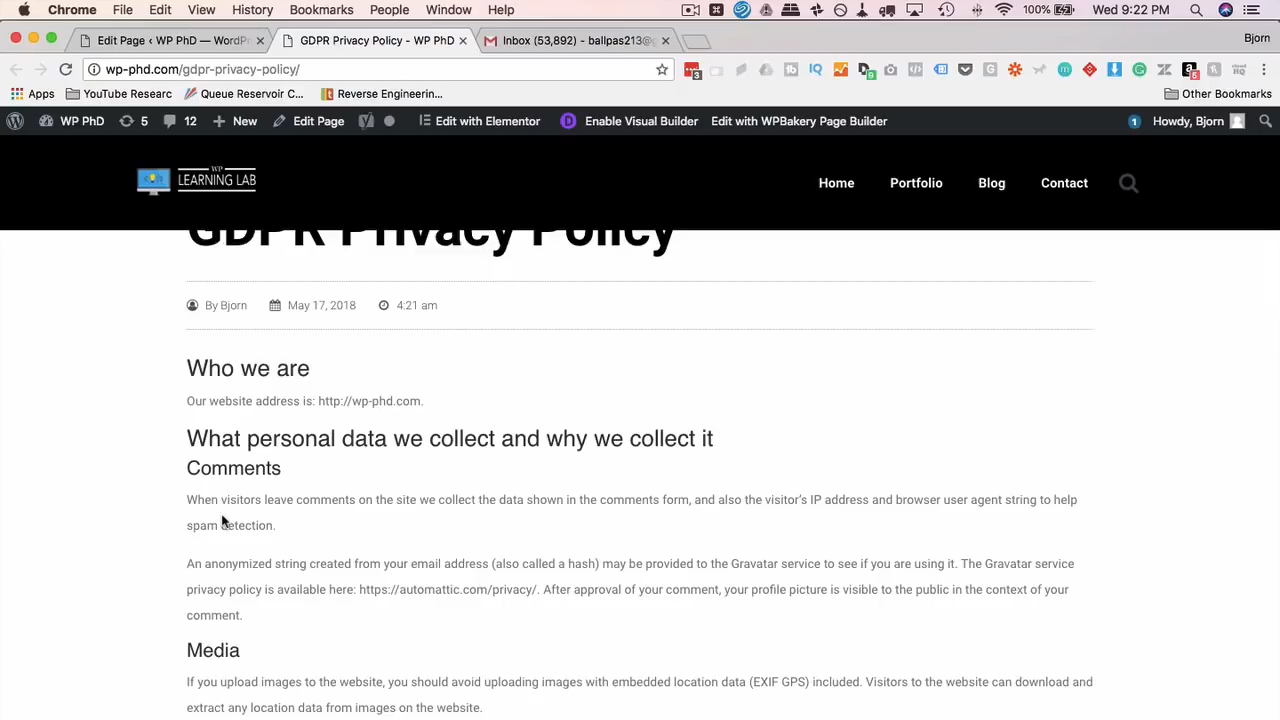 Chrome File Edit View History Bookmarks People Window Help 100% Wed 9:22 PM
Edit Page ‹ WP PhD — WordPr GDPR Privacy Policy - WP PhD Inbox (53,892) - ballpas213@g Bjorn
wp-phd.com/gdpr-privacy-policy/
Apps YouTube Researc Queue Reservoir C... Reverse Engineerin... Other Bookmarks
WP PhD 5 12 New Edit Page Edit with Elementor Enable Visual Builder Edit with WPBakery Page Builder 1 Howdy, Bjorn
WP
LEARNING LAB
Home Portfolio Blog Contact
GDPR Privacy Policy
By Bjorn May 17, 2018 4:21 am
Who we are
Our website address is: http://wp-phd.com.
What personal data we collect and why we collect it
Comments
When visitors leave comments on the site we collect the data shown in the comments form, and also the visitor’s IP address and browser user agent string to help
spam detection.
An anonymized string created from your email address (also called a hash) may be provided to the Gravatar service to see if you are using it. The Gravatar service
privacy policy is available here: https://automattic.com/privacy/. After approval of your comment, your profile picture is visible to the public in the context of your
comment.
Media
If you upload images to the website, you should avoid uploading images with embedded location data (EXIF GPS) included. Visitors to the website can download and
extract any location data from images on the website.